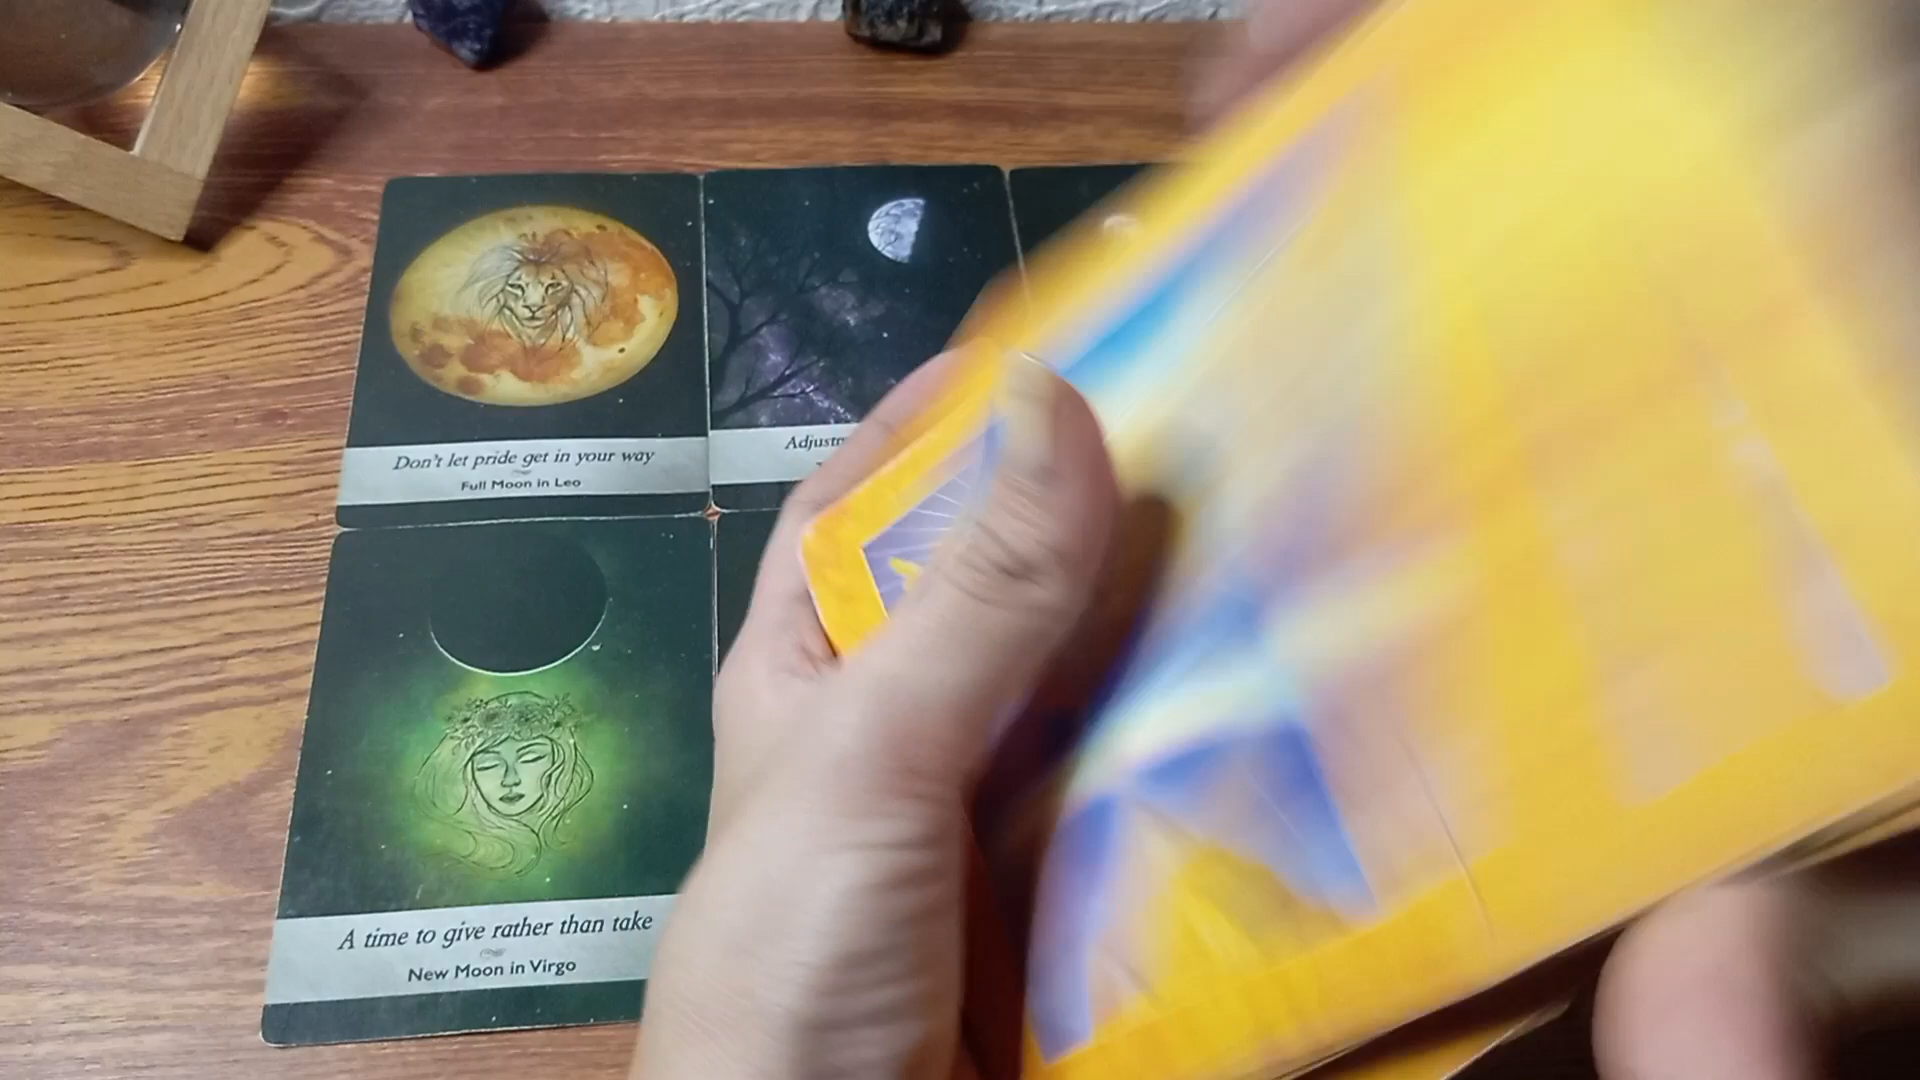 Don't let pride get in your way
Full Moon in Leo
A time to give rather than take
New Moon in Virgo